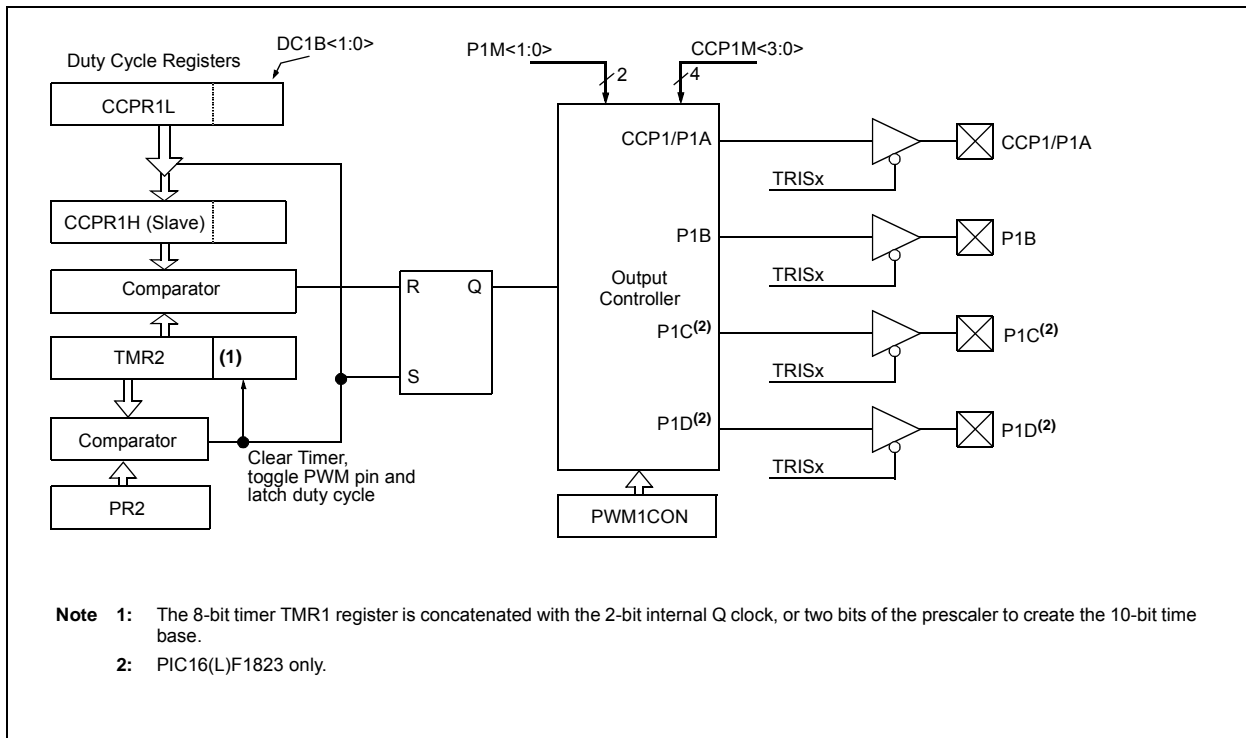 DC1B<1:0>
Duty Cycle Registers
CCPR1L
CCPR1H (Slave)
Comparator
TMR2
(1)
Comparator
Clear Timer,
toggle PWM pin and
latch duty cycle
PR2
R
Q
S
P1M<1:0>
2
CCP1M<3:0>
4
Output
Controller
CCP1/P1A
P1B
P1C(2)
P1D(2)
PWM1CON
TRISx
CCP1/P1A
TRISx
P1B
TRISx
P1C(2)
TRISx
P1D(2)
Note 1: The 8-bit timer TMR1 register is concatenated with the 2-bit internal Q clock, or two bits of the prescaler to create the 10-bit time
base.
2: PIC16(L)F1823 only.